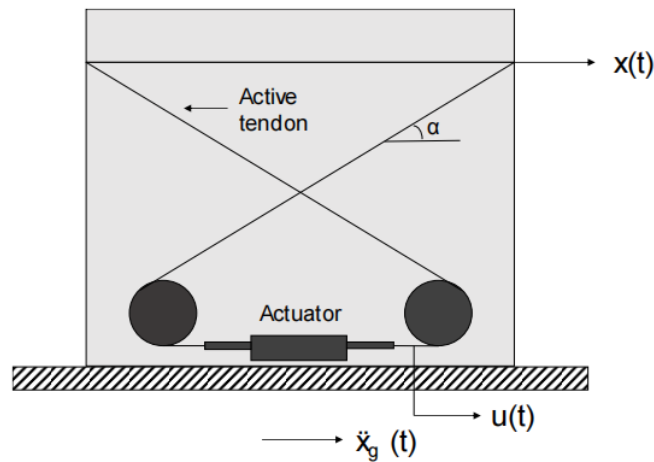 x(t)
Active
tendon
α
Actuator
u(t)
ẍg (t)